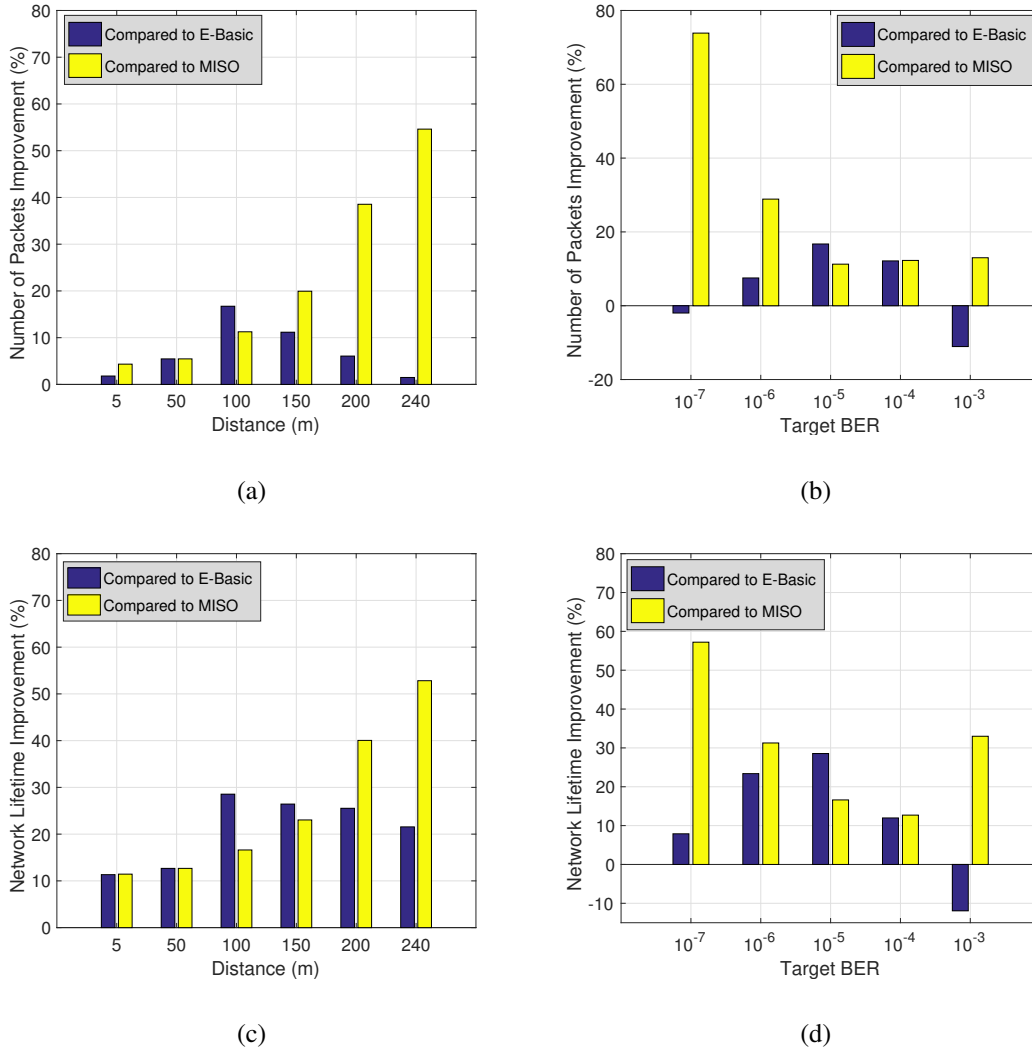 80
70
60
50
40
30
20
10
0
Number of Packets Improvement (%)
Compared to E-Basic
Compared to MISO
5 50 100 150 200 240
Distance (m)
(a)
80
60
40
20
0
-20
Number of Packets Improvement (%)
Compared to E-Basic
Compared to MISO
10^-7 10^-6 10^-5 10^-4 10^-3
Target BER
(b)
80
70
60
50
40
30
20
10
0
Network Lifetime Improvement (%)
Compared to E-Basic
Compared to MISO
5 50 100 150 200 240
Distance (m)
(c)
80
70
60
50
40
30
20
10
0
-10
Network Lifetime Improvement (%)
Compared to E-Basic
Compared to MISO
10^-7 10^-6 10^-5 10^-4 10^-3
Target BER
(d)